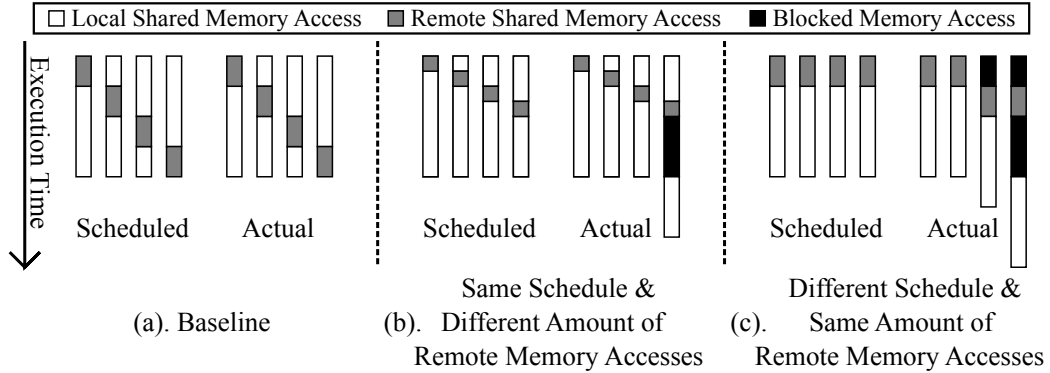 Local Shared Memory Access Remote Shared Memory Access Blocked Memory Access
Execution Time
Scheduled Actual Scheduled Actual Scheduled Actual
(a). Baseline
(b). Same Schedule &
Different Amount of
Remote Memory Accesses
(c). Different Schedule &
Same Amount of
Remote Memory Accesses